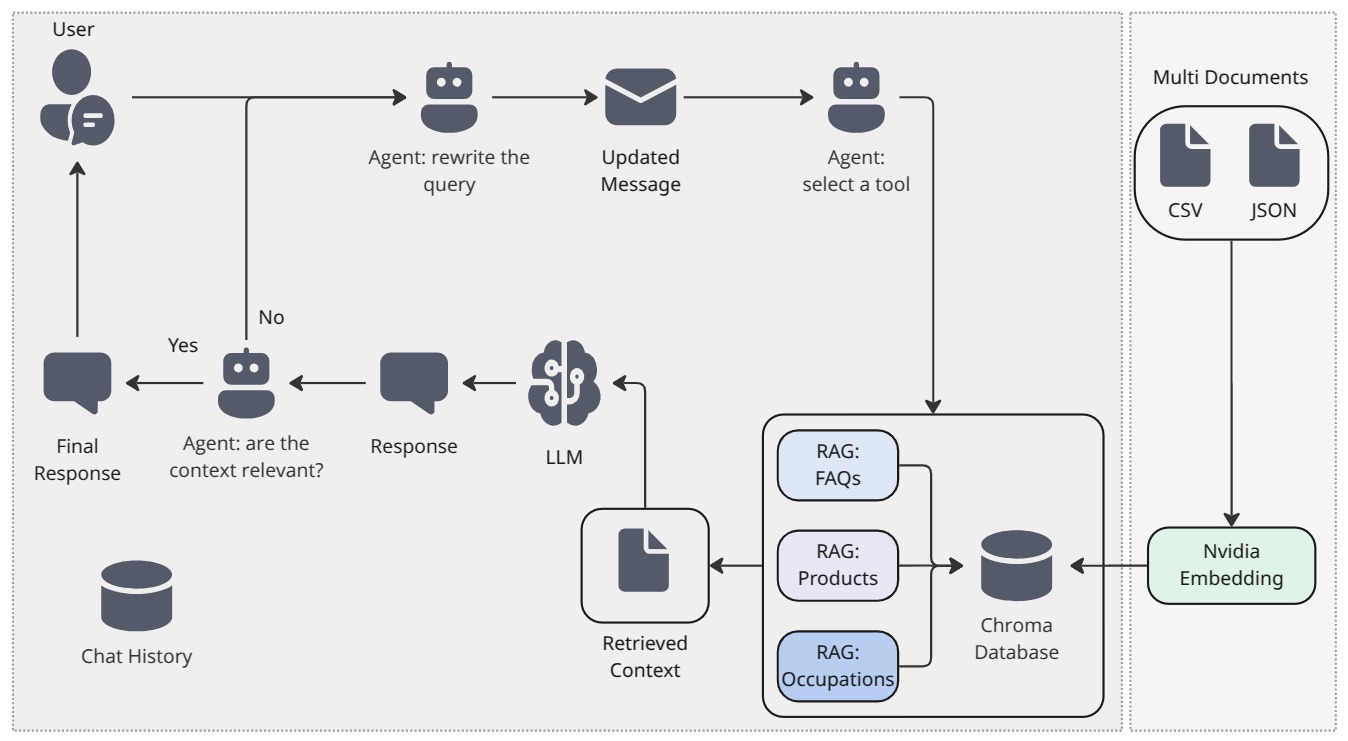 User
Agent: rewrite the
query
Updated
Message
Agent:
select a tool
Multi Documents
CSV
JSON
No
Yes
Final
Response
Agent: are the
context relevant?
Response
LLM
RAG:
FAQs
RAG:
Products
RAG:
Occupations
Chroma
Database
Nvidia
Embedding
Retrieved
Context
Chat History